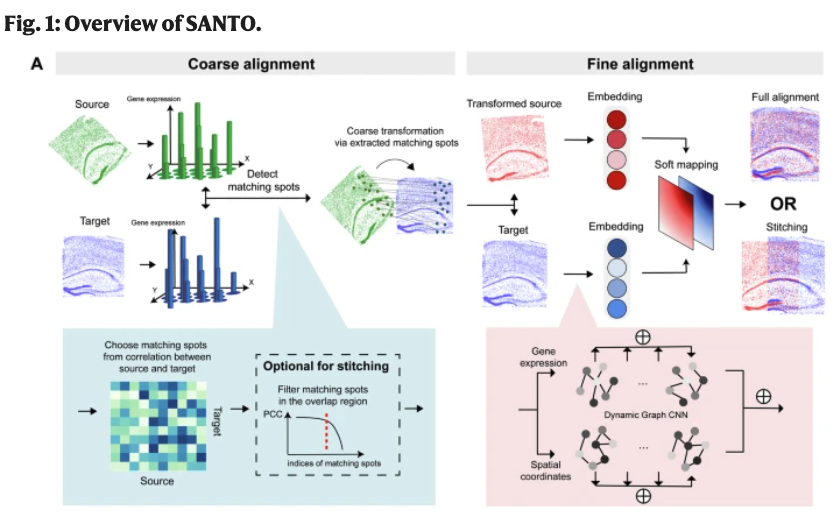 Fig. 1: Overview of SANTO.
A
Coarse alignment
Fine alignment
Source
Gene expression
X
Y
Detect
matching spots
Target
Gene expression
X
Y
Coarse transformation
via extracted matching spots
Transformed source
Embedding
Target
Embedding
Soft mapping
Full alignment
OR
Stitching
Choose matching spots
from correlation between
source and target
Target
Source
Optional for stitching
Filter matching spots
in the overlap region
PCC
indices of matching spots
Gene
expression
...
Dynamic Graph CNN
Spatial
coordinates
...